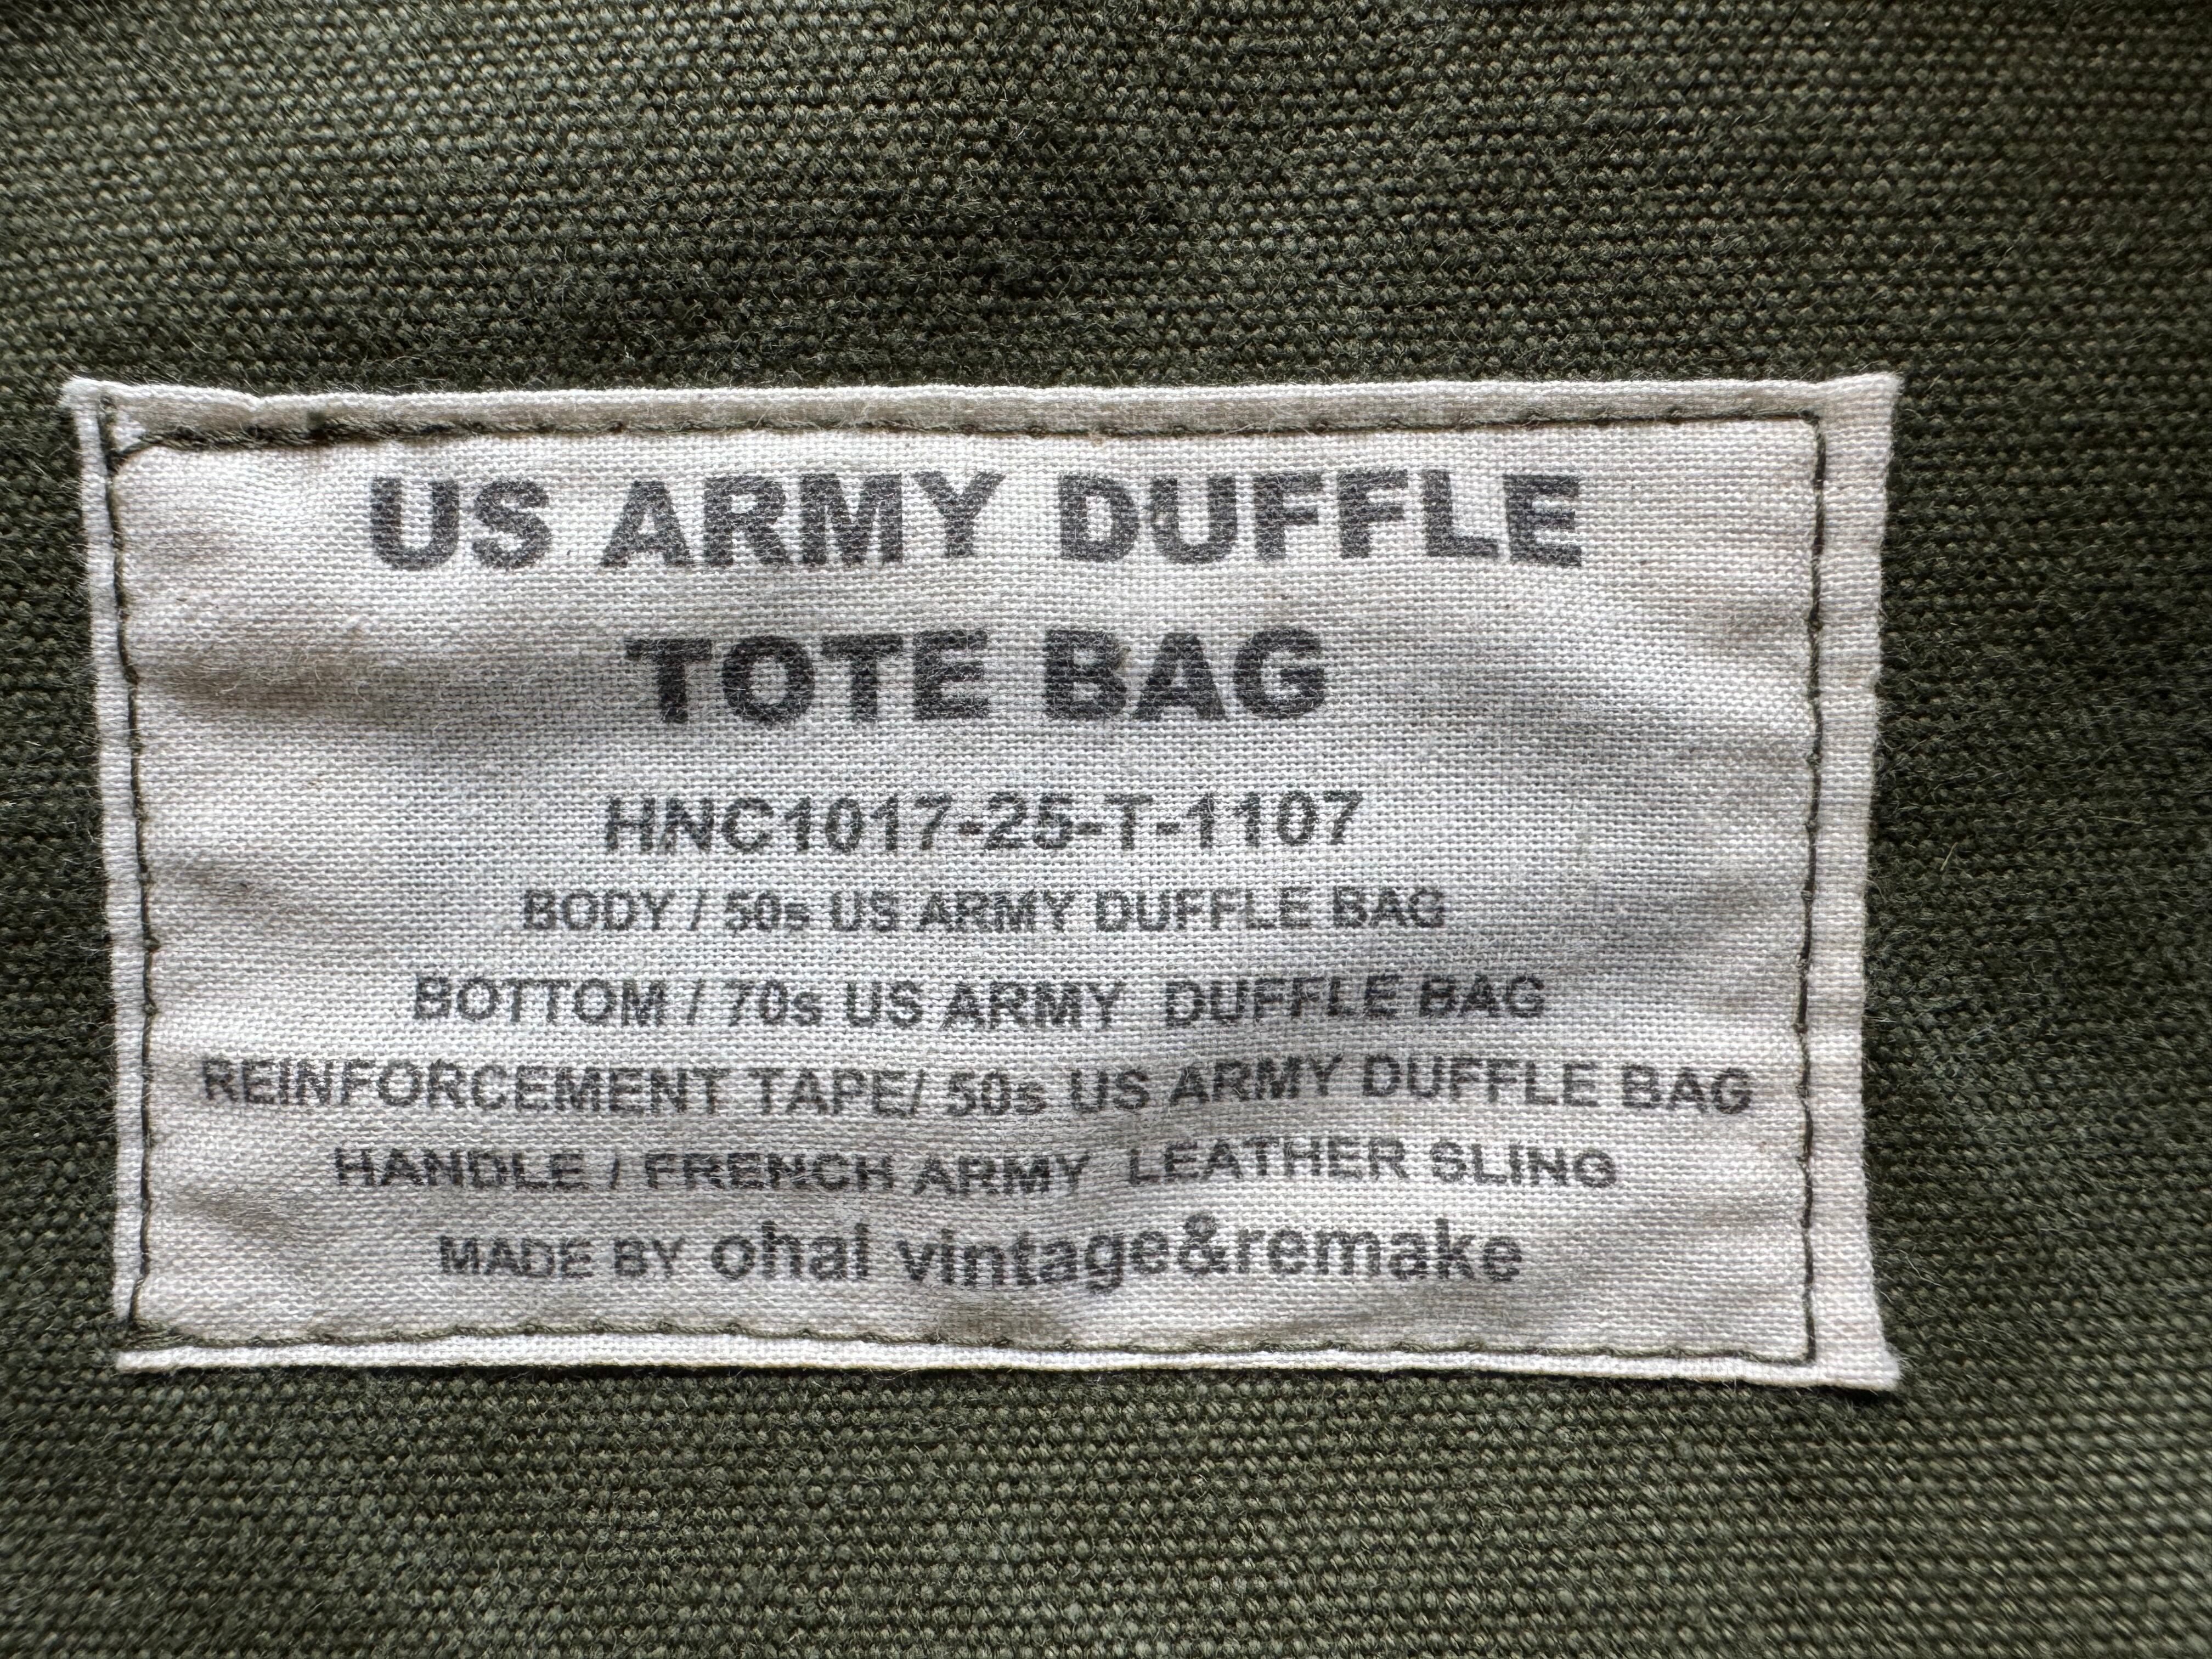 US ARMY DUFFLE
TOTE BAG
HNC1017-25-T-1107
BODY / 50s US ARMY DUFFLE BAG
BOTTOM / 70s US ARMY DUFFLE BAG
REINFORCEMENT TAPE/ 50s US ARMY DUFFLE BAG
HANDLE / FRENCH ARMY LEATHER SLING
MADE BY ohal vintage&remake